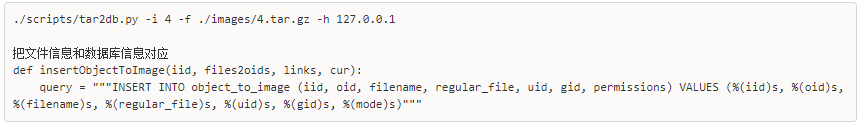 ./scripts/tar2db.py -i 4 -f ./images/4.tar.gz -h 127.0.0.1

把文件信息和数据库信息对应
def insertObjectToImage(iid, files2oids, links, cur):
    query = """INSERT INTO object_to_image (iid, oid, filename, regular_file, uid, gid, permissions) VALUES (%(iid)s, %(oid)s,
%(filename)s, %(regular_file)s, %(uid)s, %(gid)s, %(mode)s)"""